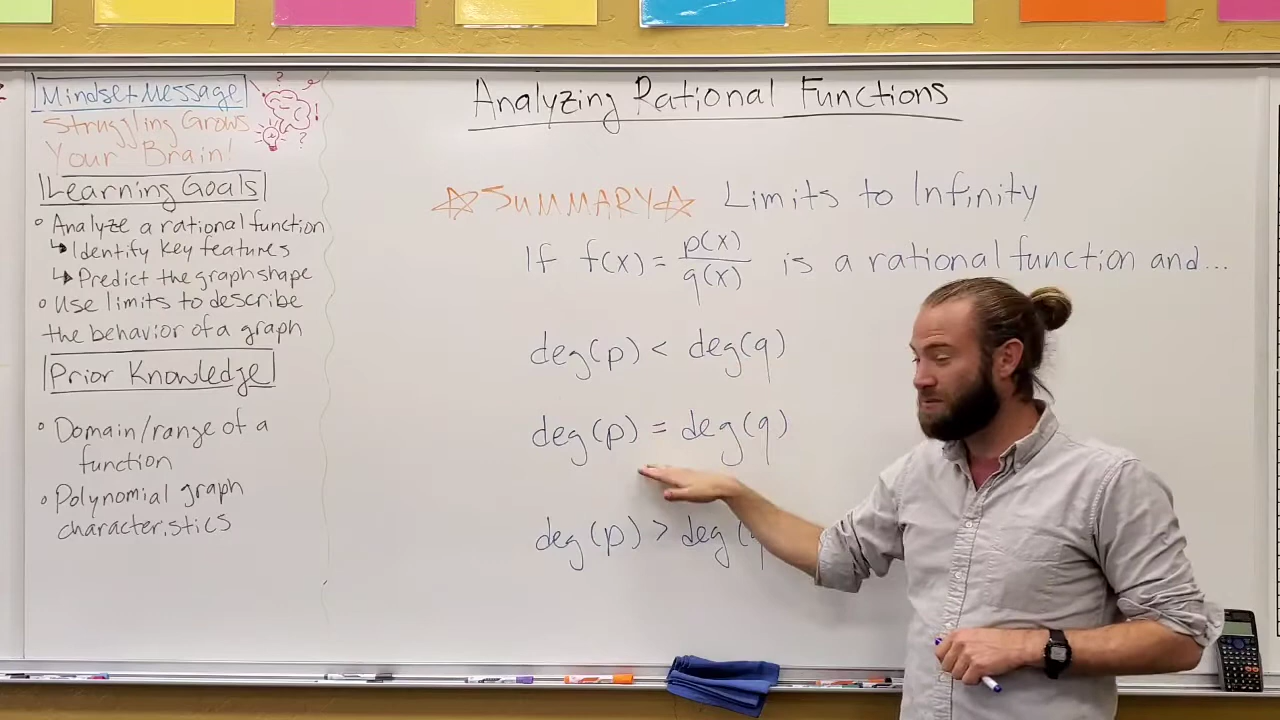 Mindset Message
Struggling Grows
Your Brain!
Learning Goals
Analyze a rational function
↳ Identify key features
↳ Predict the graph shape
Use limits to describe
the behavior of a graph
Prior Knowledge
Domain/range of a
function
Polynomial graph
characteristics
Analyzing Rational Functions
☆SUMMARY☆ Limits to Infinity
If f(x) = p(x)/q(x) is a rational function and...
deg(p) < deg(q)
deg(p) = deg(q)
deg(p) > deg(q